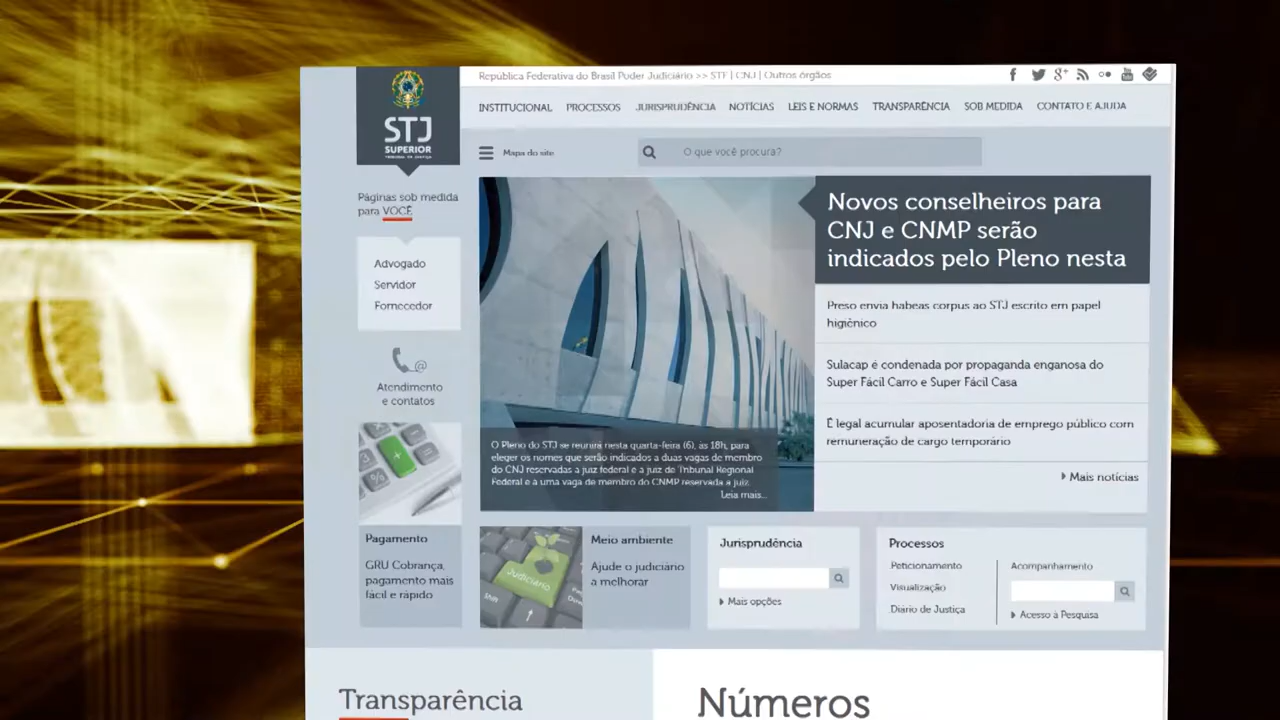 República Federativa do Brasil Poder Judiciário >> STF | CNJ | Outros órgãos
STJ
SUPERIOR
TRIBUNAL DE JUSTIÇA
INSTITUCIONAL PROCESSOS JURISPRUDÊNCIA NOTÍCIAS LEIS E NORMAS TRANSPARÊNCIA SOB MEDIDA CONTATO E AJUDA
Mapa do site
O que você procura?
Páginas sob medida
para VOCÊ
Advogado
Servidor
Fornecedor
Atendimento
e contatos
Novos conselheiros para
CNJ e CNMP serão
indicados pelo Pleno nesta
Preso envia habeas corpus ao STJ escrito em papel
higiênico
Sulacap é condenada por propaganda enganosa do
Super Fácil Carro e Super Fácil Casa
É legal acumular aposentadoria de emprego público com
remuneração de cargo temporário
Mais notícias
O Pleno do STJ se reunirá nesta quarta-feira (6), às 18h, para
eleger os nomes que serão indicados a duas vagas de membro
do CNJ reservadas a juiz federal e a juiz de Tribunal Regional
Federal e a uma vaga de membro do CNMP reservada a juiz.
Leia mais...
Pagamento
GRU Cobrança,
pagamento mais
fácil e rápido
Judiciário
Shift
Meio ambiente
Ajude o judiciário
a melhorar
Jurisprudência
Mais opções
Processos
Peticionamento
Visualização
Diário de Justiça
Acompanhamento
Acesso à Pesquisa
Transparência
Números